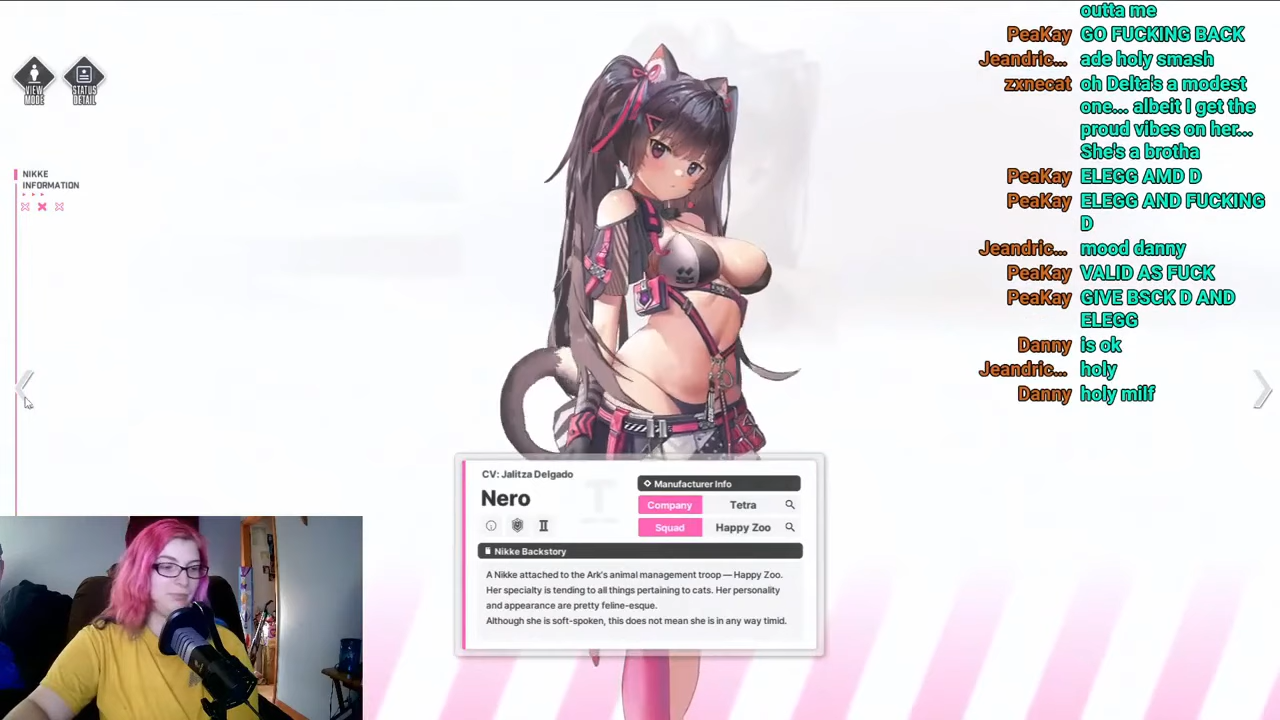 VIEW
MODE
STATUS
DETAIL
NIKKE
INFORMATION
outta me
PeaKay GO FUCKING BACK
Jeandric... ade holy smash
zxnecat oh Delta's a modest
one... albeit I get the
proud vibes on her...
She's a brotha
PeaKay ELEGG AMD D
PeaKay ELEGG AND FUCKING
D
Jeandric... mood danny
PeaKay VALID AS FUCK
PeaKay GIVE BSCK D AND
ELEGG
Danny is ok
Jeandric... holy
Danny holy milf
CV: Jalitza Delgado
Nero
II
Manufacturer Info
Company Tetra
Squad Happy Zoo
Nikke Backstory
A Nikke attached to the Ark's animal management troop — Happy Zoo.
Her specialty is tending to all things pertaining to cats. Her personality
and appearance are pretty feline-esque.
Although she is soft-spoken, this does not mean she is in any way timid.